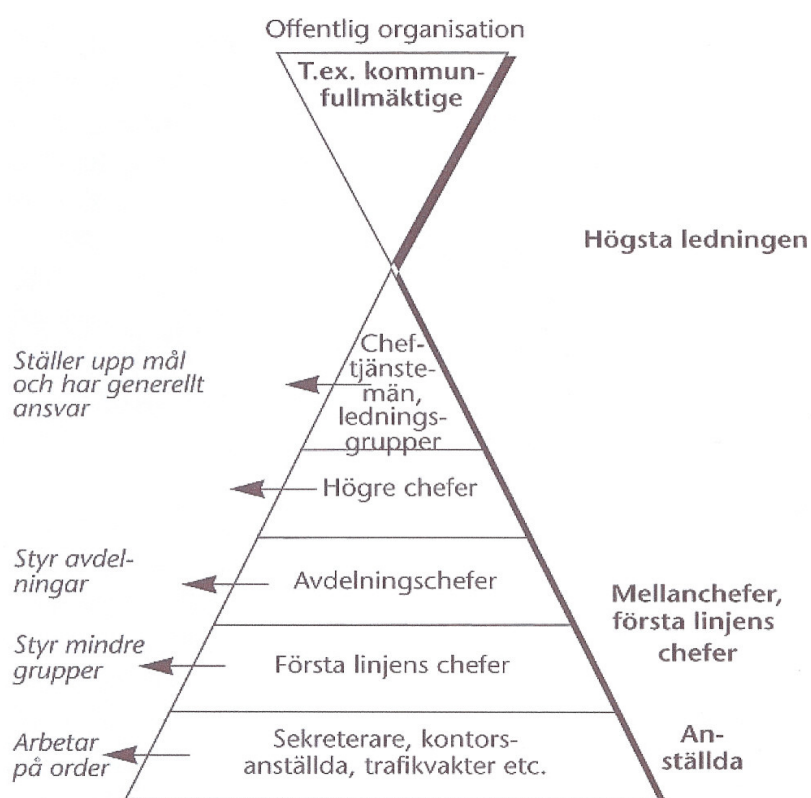 Offentlig organisation
T.ex. kommun-
fullmäktige
Högsta ledningen
Ställer upp mål
och har generellt
ansvar
Chef-
tjänste-
män,
lednings-
grupper
Högre chefer
Styr avdel-
ningar
Avdelningschefer
Mellanchefer,
första linjens
chefer
Styr mindre
grupper
Första linjens chefer
Arbetar
på order
Sekreterare, kontors-
anställda, trafikvakter etc.
An-
ställda